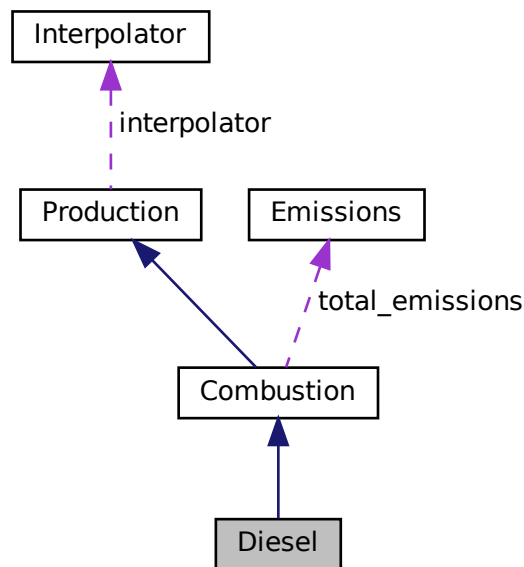 Interpolator
interpolator
Production
Emissions
total_emissions
Combustion
Diesel